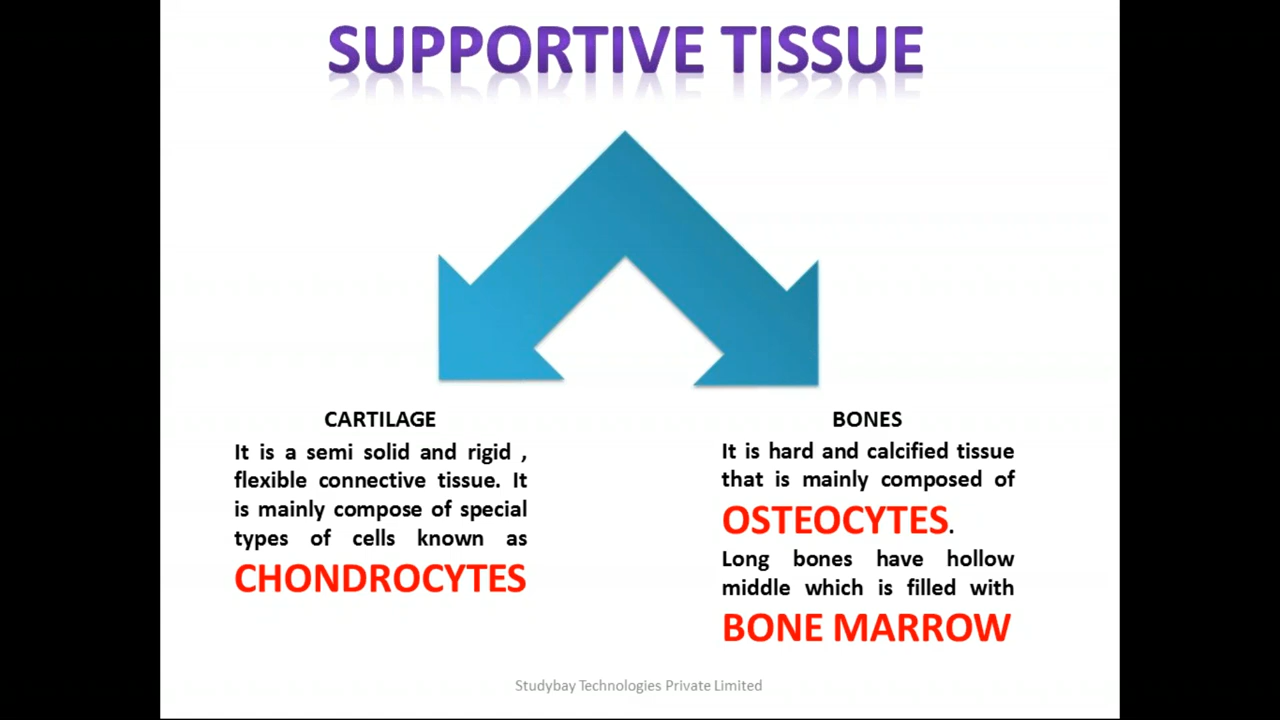 SUPPORTIVE TISSUE
CARTILAGE
It is a semi solid and rigid ,
flexible connective tissue. It
is mainly compose of special
types of cells known as
CHONDROCYTES
BONES
It is hard and calcified tissue
that is mainly composed of
OSTEOCYTES.
Long bones have hollow
middle which is filled with
BONE MARROW
Studybay Technologies Private Limited